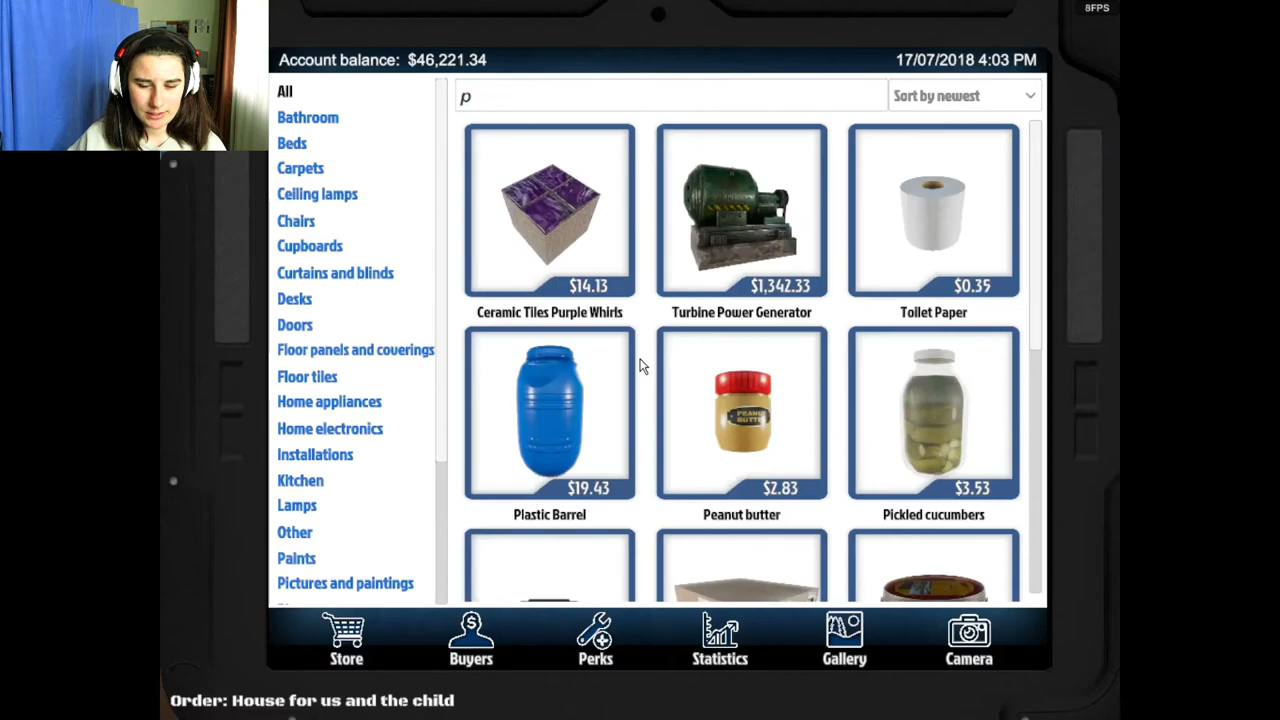 8FPS
Account balance: $46,221.34
17/07/2018 4:03 PM
All
Bathroom
Beds
Carpets
Ceiling lamps
Chairs
Cupboards
Curtains and blinds
Desks
Doors
Floor panels and coverings
Floor tiles
Home appliances
Home electronics
Installations
Kitchen
Lamps
Other
Paints
Pictures and paintings
p
Sort by newest
$14.13
$1,342.33
$0.35
Ceramic Tiles Purple Whirls
Turbine Power Generator
Toilet Paper
PEANUT
BUTTER
$19.43
$2.83
$3.53
Plastic Barrel
Peanut butter
Pickled cucumbers
Store
Buyers
Perks
Statistics
Gallery
Camera
Order: House for us and the child